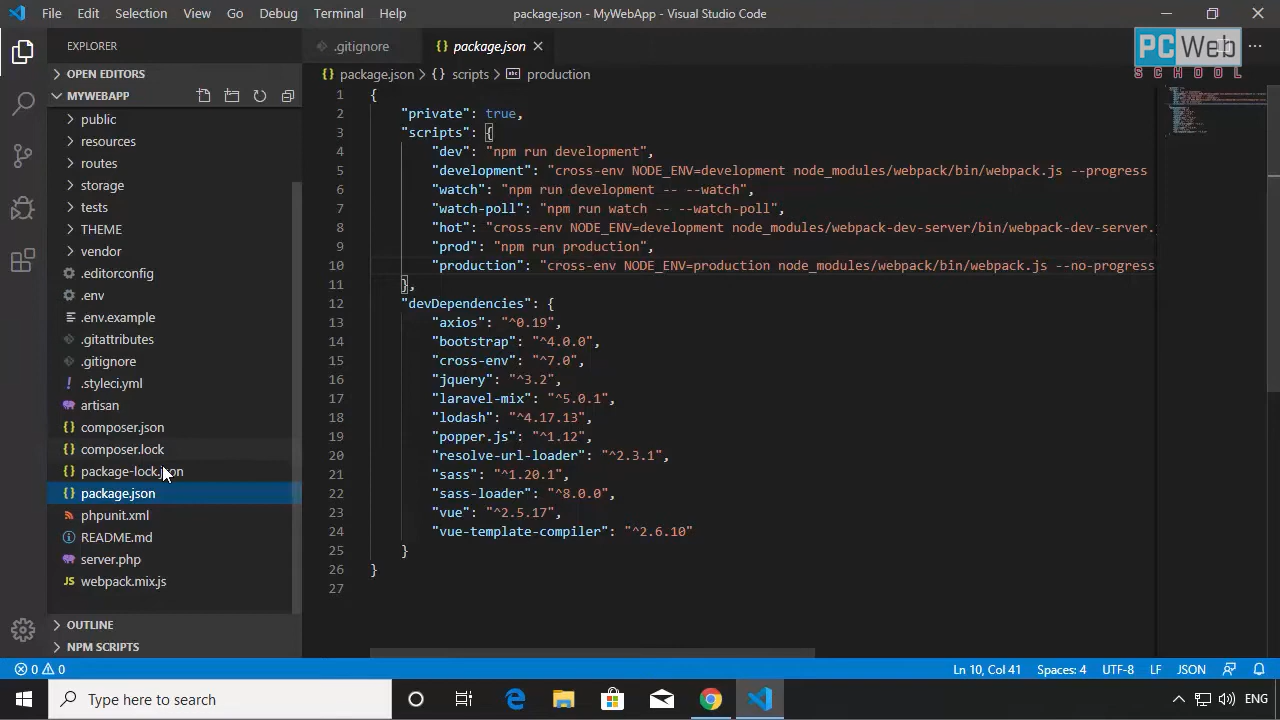 File Edit Selection View Go Debug Terminal Help
package.json - MyWebApp - Visual Studio Code
PC Web
SCHOOL
EXPLORER
OPEN EDITORS
MYWEBAPP
public
resources
routes
storage
tests
THEME
vendor
.editorconfig
.env
.env.example
.gitattributes
.gitignore
.styleci.yml
artisan
composer.json
composer.lock
package-lock.json
package.json
phpunit.xml
README.md
server.php
webpack.mix.js
OUTLINE
NPM SCRIPTS
.gitignore
package.json
package.json > scripts > production
1 {
2 "private": true,
3 "scripts": {
4 "dev": "npm run development",
5 "development": "cross-env NODE_ENV=development node_modules/webpack/bin/webpack.js --progress
6 "watch": "npm run development -- --watch",
7 "watch-poll": "npm run watch -- --watch-poll",
8 "hot": "cross-env NODE_ENV=development node_modules/webpack-dev-server/bin/webpack-dev-server.
9 "prod": "npm run production",
10 "production": "cross-env NODE_ENV=production node_modules/webpack/bin/webpack.js --no-progress
11 },
12 "devDependencies": {
13 "axios": "^0.19",
14 "bootstrap": "^4.0.0",
15 "cross-env": "^7.0",
16 "jquery": "^3.2",
17 "laravel-mix": "^5.0.1",
18 "lodash": "^4.17.13",
19 "popper.js": "^1.12",
20 "resolve-url-loader": "^2.3.1",
21 "sass": "^1.20.1",
22 "sass-loader": "^8.0.0",
23 "vue": "^2.5.17",
24 "vue-template-compiler": "^2.6.10"
25 }
26 }
27
0 0
Ln 10, Col 41 Spaces: 4 UTF-8 LF JSON
Type here to search
ENG